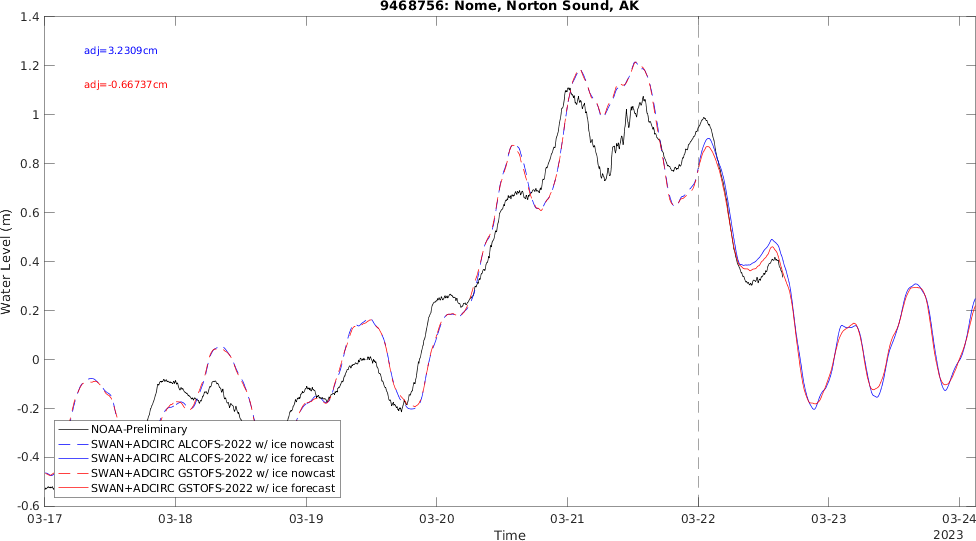 9468756: Nome, Norton Sound, AK
1.4
adj=3.2309cm
1.2
adj=-0.66737cm
1
0.8
0.6
0.4
0.2
0
-0.2
-0.4
-0.6
Water Level (m)
NOAA-Preliminary
SWAN+ADCIRC ALCOFS-2022 w/ ice nowcast
SWAN+ADCIRC ALCOFS-2022 w/ ice forecast
SWAN+ADCIRC GSTOFS-2022 w/ ice nowcast
SWAN+ADCIRC GSTOFS-2022 w/ ice forecast
03-17 03-18 03-19 03-20 03-21 03-22 03-23 03-24
Time
2023